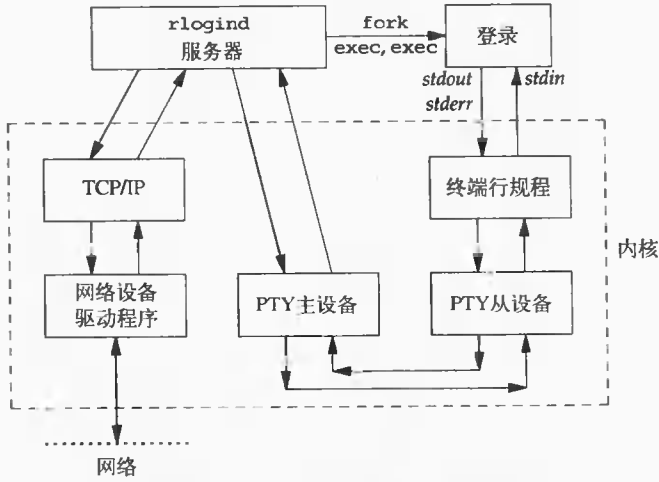 rlogind
服务器
fork
exec, exec
登录
stdout
stderr
stdin
TCP/IP
终端行规程
内核
网络设备
驱动程序
PTY主设备
PTY从设备
网络